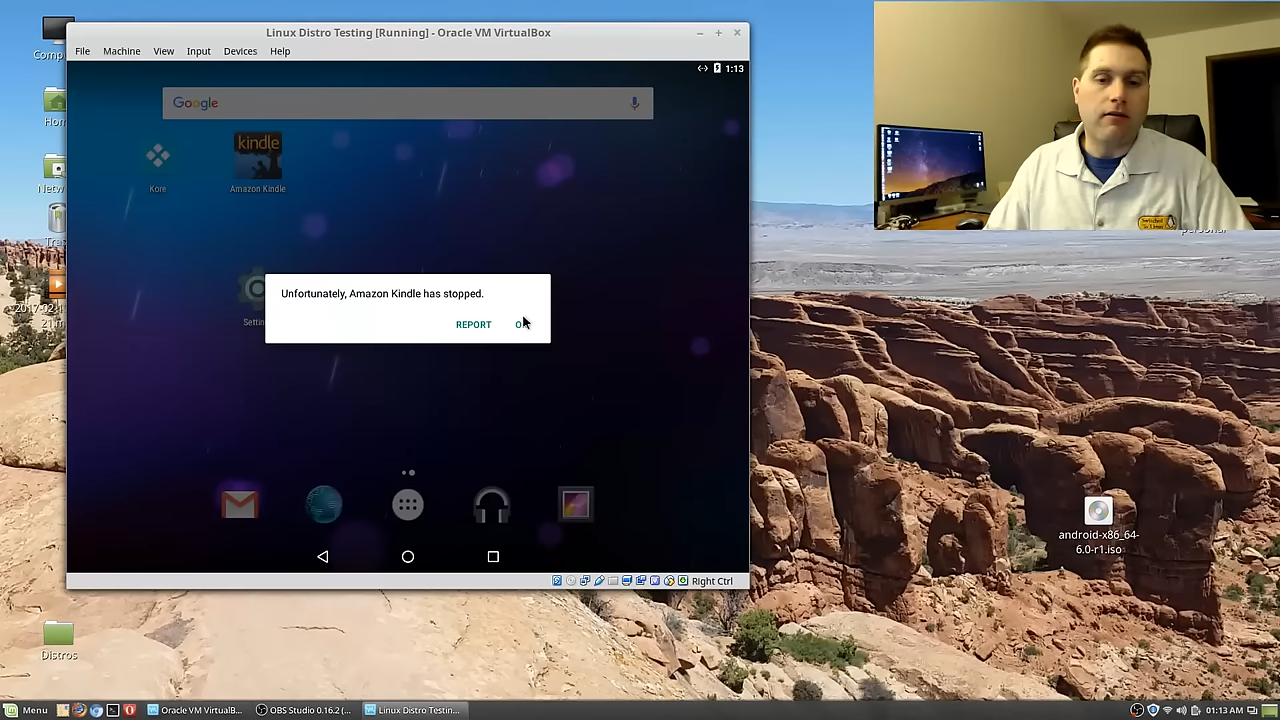 Linux Distro Testing [Running] - Oracle VM VirtualBox
File Machine View Input Devices Help
1:13
Google
kindle
Kore
Amazon Kindle
Unfortunately, Amazon Kindle has stopped.
REPORT
Right Ctrl
android-x86_64-
6.0-r1.iso
Distros
Menu
Oracle VM VirtualB...
OBS Studio 0.16.2 (...
Linux Distro Testin...
01:13 AM